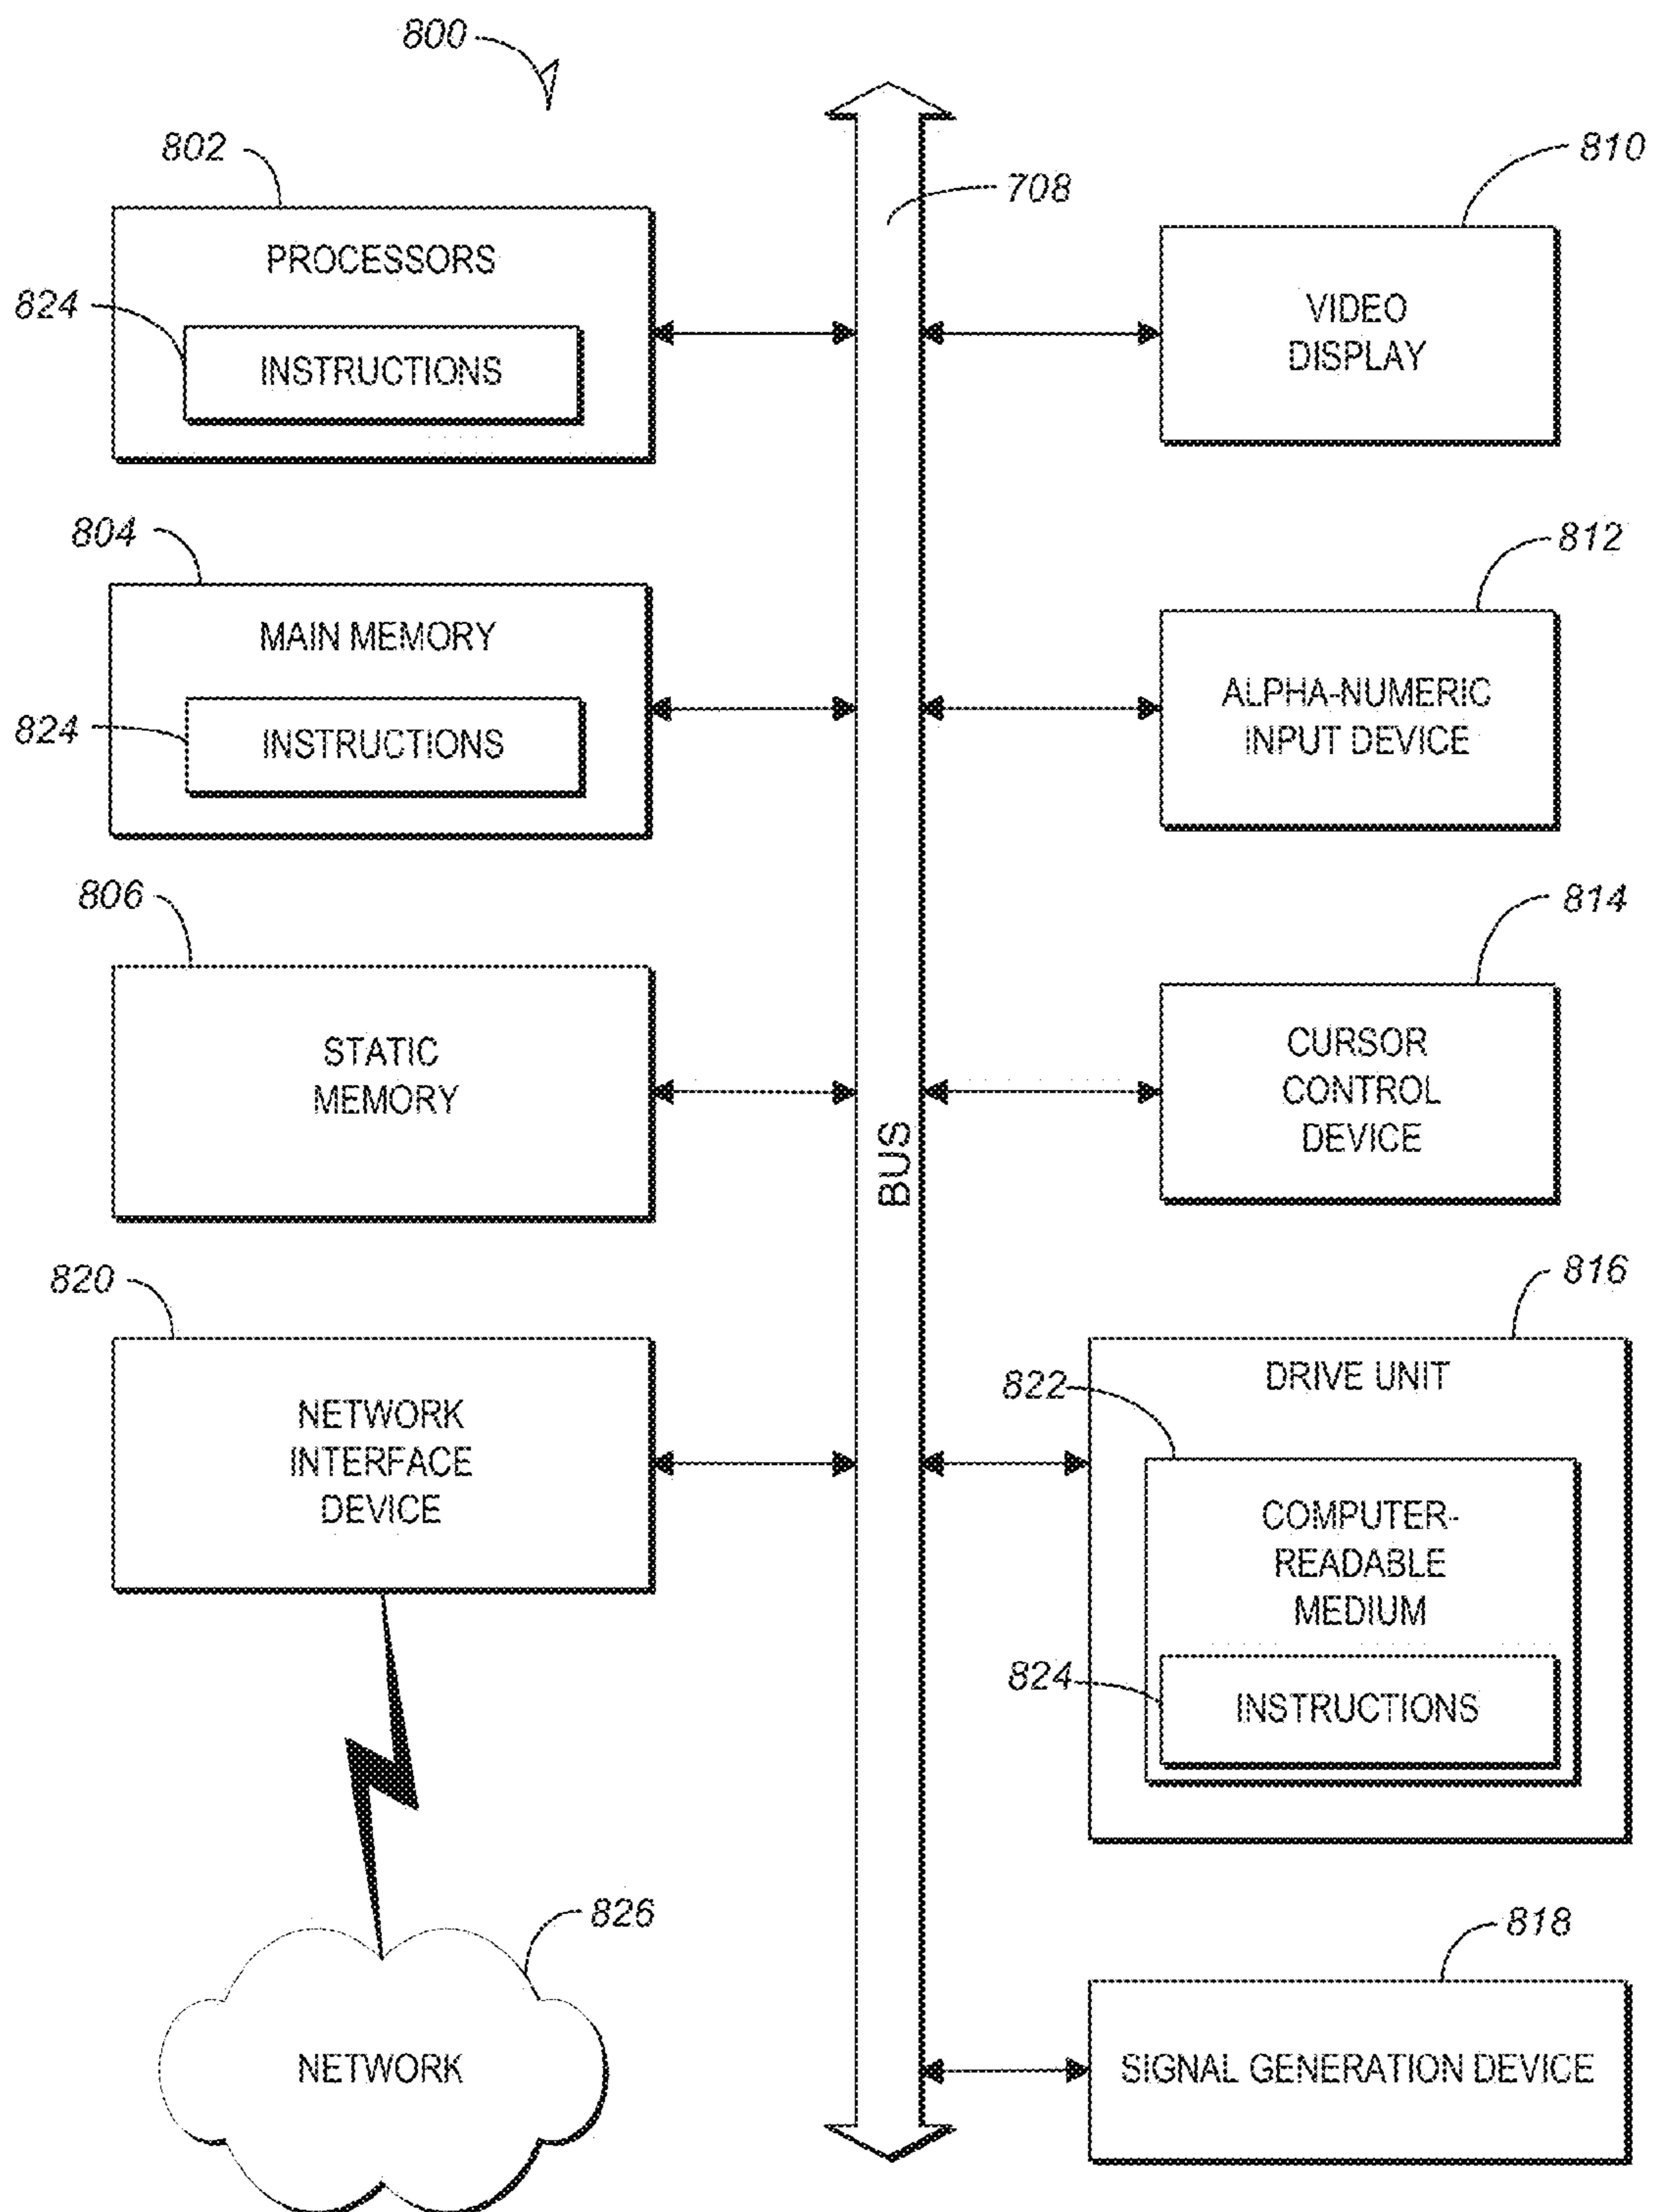 800
802
PROCESSORS
824
INSTRUCTIONS
708
810
VIDEO
DISPLAY
804
MAIN MEMORY
824
INSTRUCTIONS
812
ALPHA-NUMERIC
INPUT DEVICE
806
STATIC
MEMORY
BUS
814
CURSOR
CONTROL
DEVICE
820
NETWORK
INTERFACE
DEVICE
816
DRIVE UNIT
822
COMPUTER-
READABLE
MEDIUM
824
INSTRUCTIONS
826
NETWORK
818
SIGNAL GENERATION DEVICE